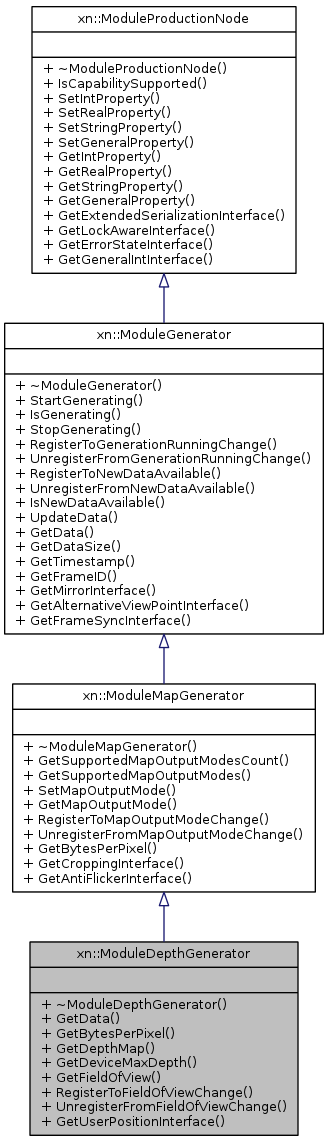 xn::ModuleProductionNode
+ ~ModuleProductionNode()
+ IsCapabilitySupported()
+ SetIntProperty()
+ SetRealProperty()
+ SetStringProperty()
+ SetGeneralProperty()
+ GetIntProperty()
+ GetRealProperty()
+ GetStringProperty()
+ GetGeneralProperty()
+ GetExtendedSerializationInterface()
+ GetLockAwareInterface()
+ GetErrorStateInterface()
+ GetGeneralIntInterface()
xn::ModuleGenerator
+ ~ModuleGenerator()
+ StartGenerating()
+ IsGenerating()
+ StopGenerating()
+ RegisterToGenerationRunningChange()
+ UnregisterFromGenerationRunningChange()
+ RegisterToNewDataAvailable()
+ UnregisterFromNewDataAvailable()
+ IsNewDataAvailable()
+ UpdateData()
+ GetData()
+ GetDataSize()
+ GetTimestamp()
+ GetFrameID()
+ GetMirrorInterface()
+ GetAlternativeViewPointInterface()
+ GetFrameSyncInterface()
xn::ModuleMapGenerator
+ ~ModuleMapGenerator()
+ GetSupportedMapOutputModesCount()
+ GetSupportedMapOutputModes()
+ SetMapOutputMode()
+ GetMapOutputMode()
+ RegisterToMapOutputModeChange()
+ UnregisterFromMapOutputModeChange()
+ GetBytesPerPixel()
+ GetCroppingInterface()
+ GetAntiFlickerInterface()
xn::ModuleDepthGenerator
+ ~ModuleDepthGenerator()
+ GetData()
+ GetBytesPerPixel()
+ GetDepthMap()
+ GetDeviceMaxDepth()
+ GetFieldOfView()
+ RegisterToFieldOfViewChange()
+ UnregisterFromFieldOfViewChange()
+ GetUserPositionInterface()